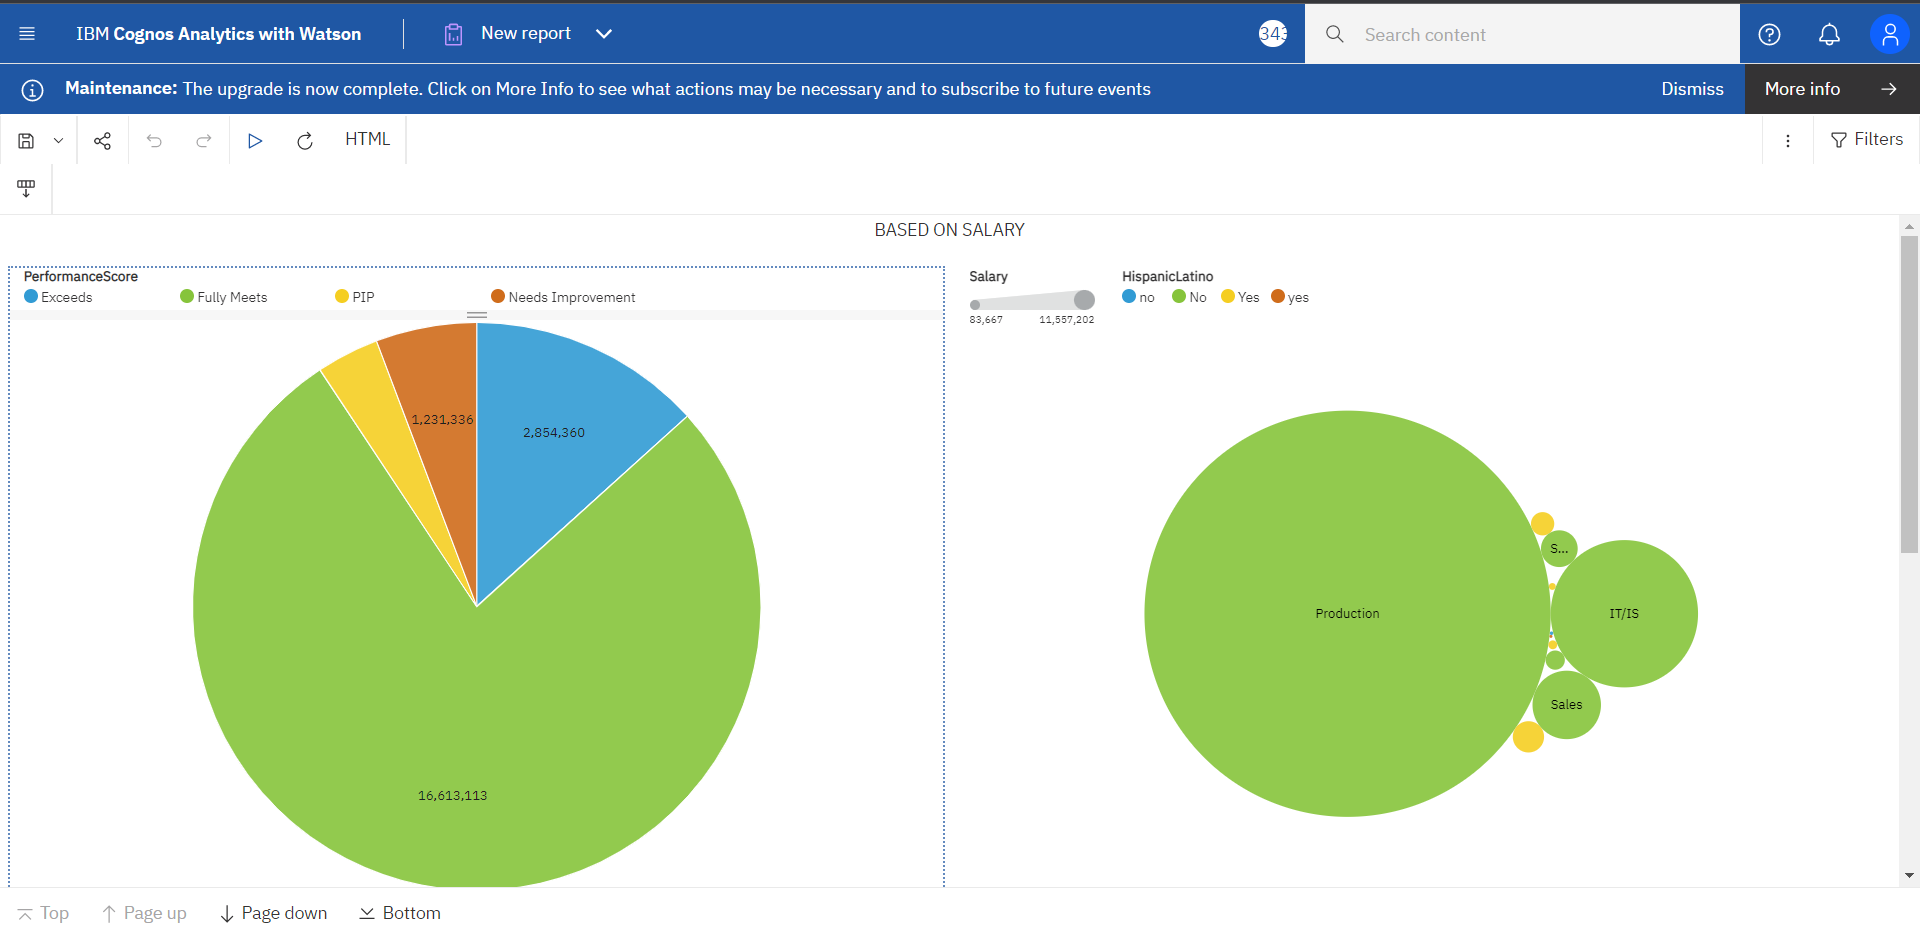 IBM Cognos Analytics with Watson
New report
343
Search content
Maintenance: The upgrade is now complete. Click on More Info to see what actions may be necessary and to subscribe to future events
Dismiss
More info
HTML
Filters
BASED ON SALARY
PerformanceScore
Exceeds
Fully Meets
PIP
Needs Improvement
1,231,336
2,854,360
16,613,113
Salary
83,667
11,557,202
HispanicLatino
no
No
Yes
yes
S...
Production
IT/IS
Sales
Top
Page up
Page down
Bottom